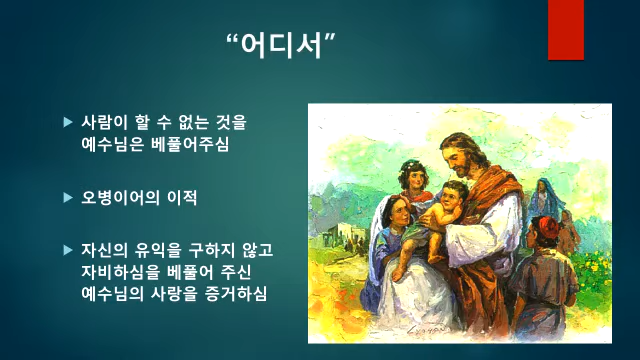 “어디서”
사람이 할 수 없는 것을
예수님은 베풀어주심
오병이어의 이적
자신의 유익을 구하지 않고
자비하심을 베풀어 주신
예수님의 사랑을 증거하심